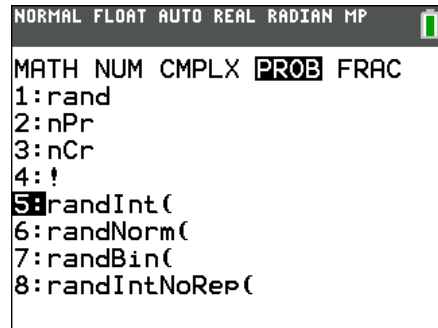 NORMAL FLOAT AUTO REAL RADIAN MP
MATH NUM CMPLX PROB FRAC
1:rand
2:nPr
3:nCr
4:!
5:randInt(
6:randNorm(
7:randBin(
8:randIntNoRep(